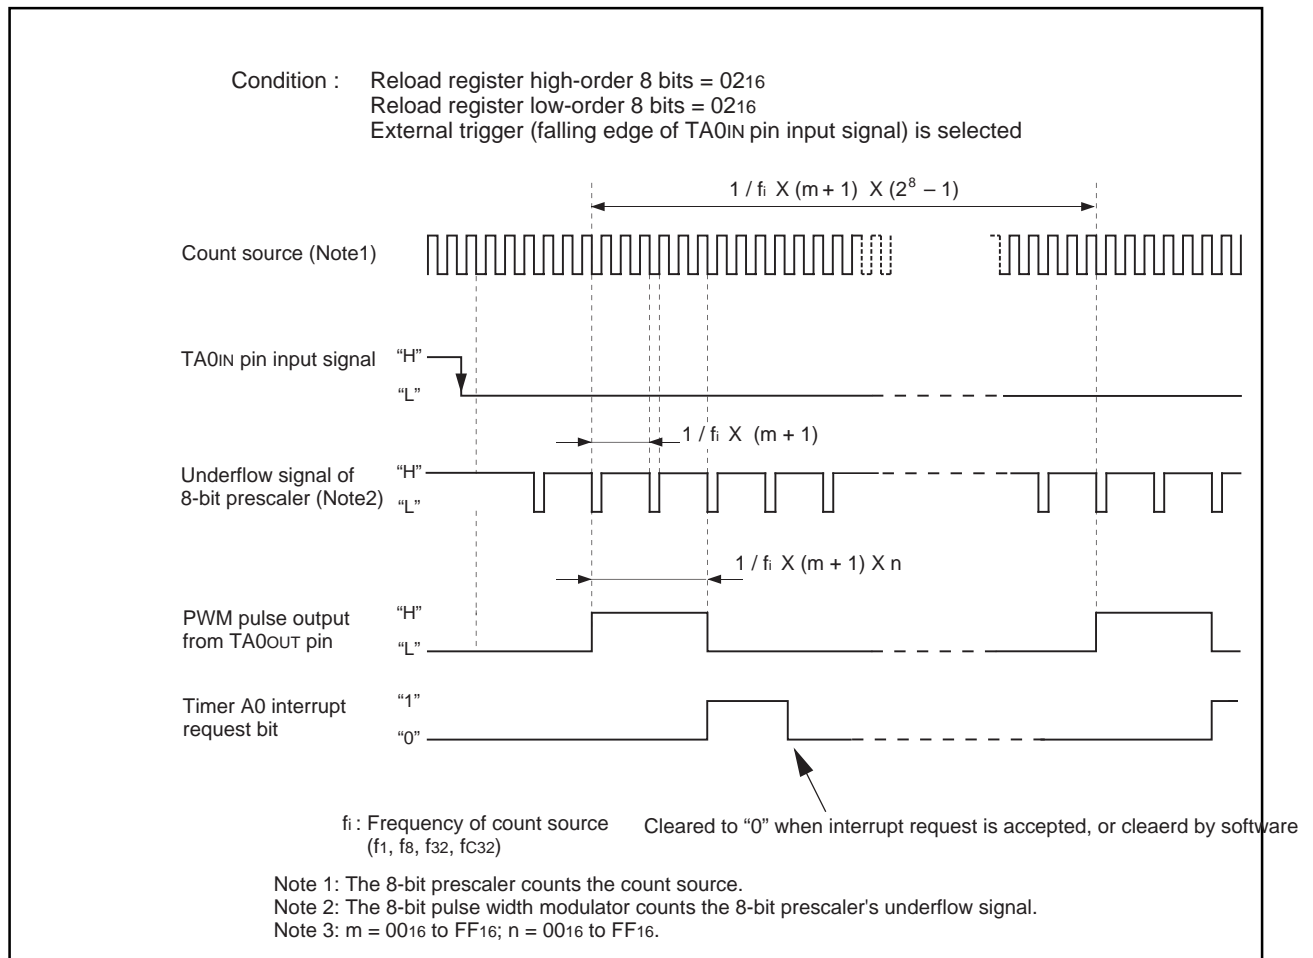 Condition : Reload register high-order 8 bits = 0216
Reload register low-order 8 bits = 0216
External trigger (falling edge of TA0IN pin input signal) is selected
1 / fi X (m + 1) X (2^8 – 1)
Count source (Note1)
TA0IN pin input signal
“H”
“L”
1 / fi X (m + 1)
Underflow signal of
8-bit prescaler (Note2)
“H”
“L”
1 / fi X (m + 1) X n
PWM pulse output
from TA0OUT pin
“H”
“L”
Timer A0 interrupt
request bit
“1”
“0”
fi : Frequency of count source
(f1, f8, f32, fC32)
Cleared to “0” when interrupt request is accepted, or cleaerd by software
Note 1: The 8-bit prescaler counts the count source.
Note 2: The 8-bit pulse width modulator counts the 8-bit prescaler's underflow signal.
Note 3: m = 0016 to FF16; n = 0016 to FF16.